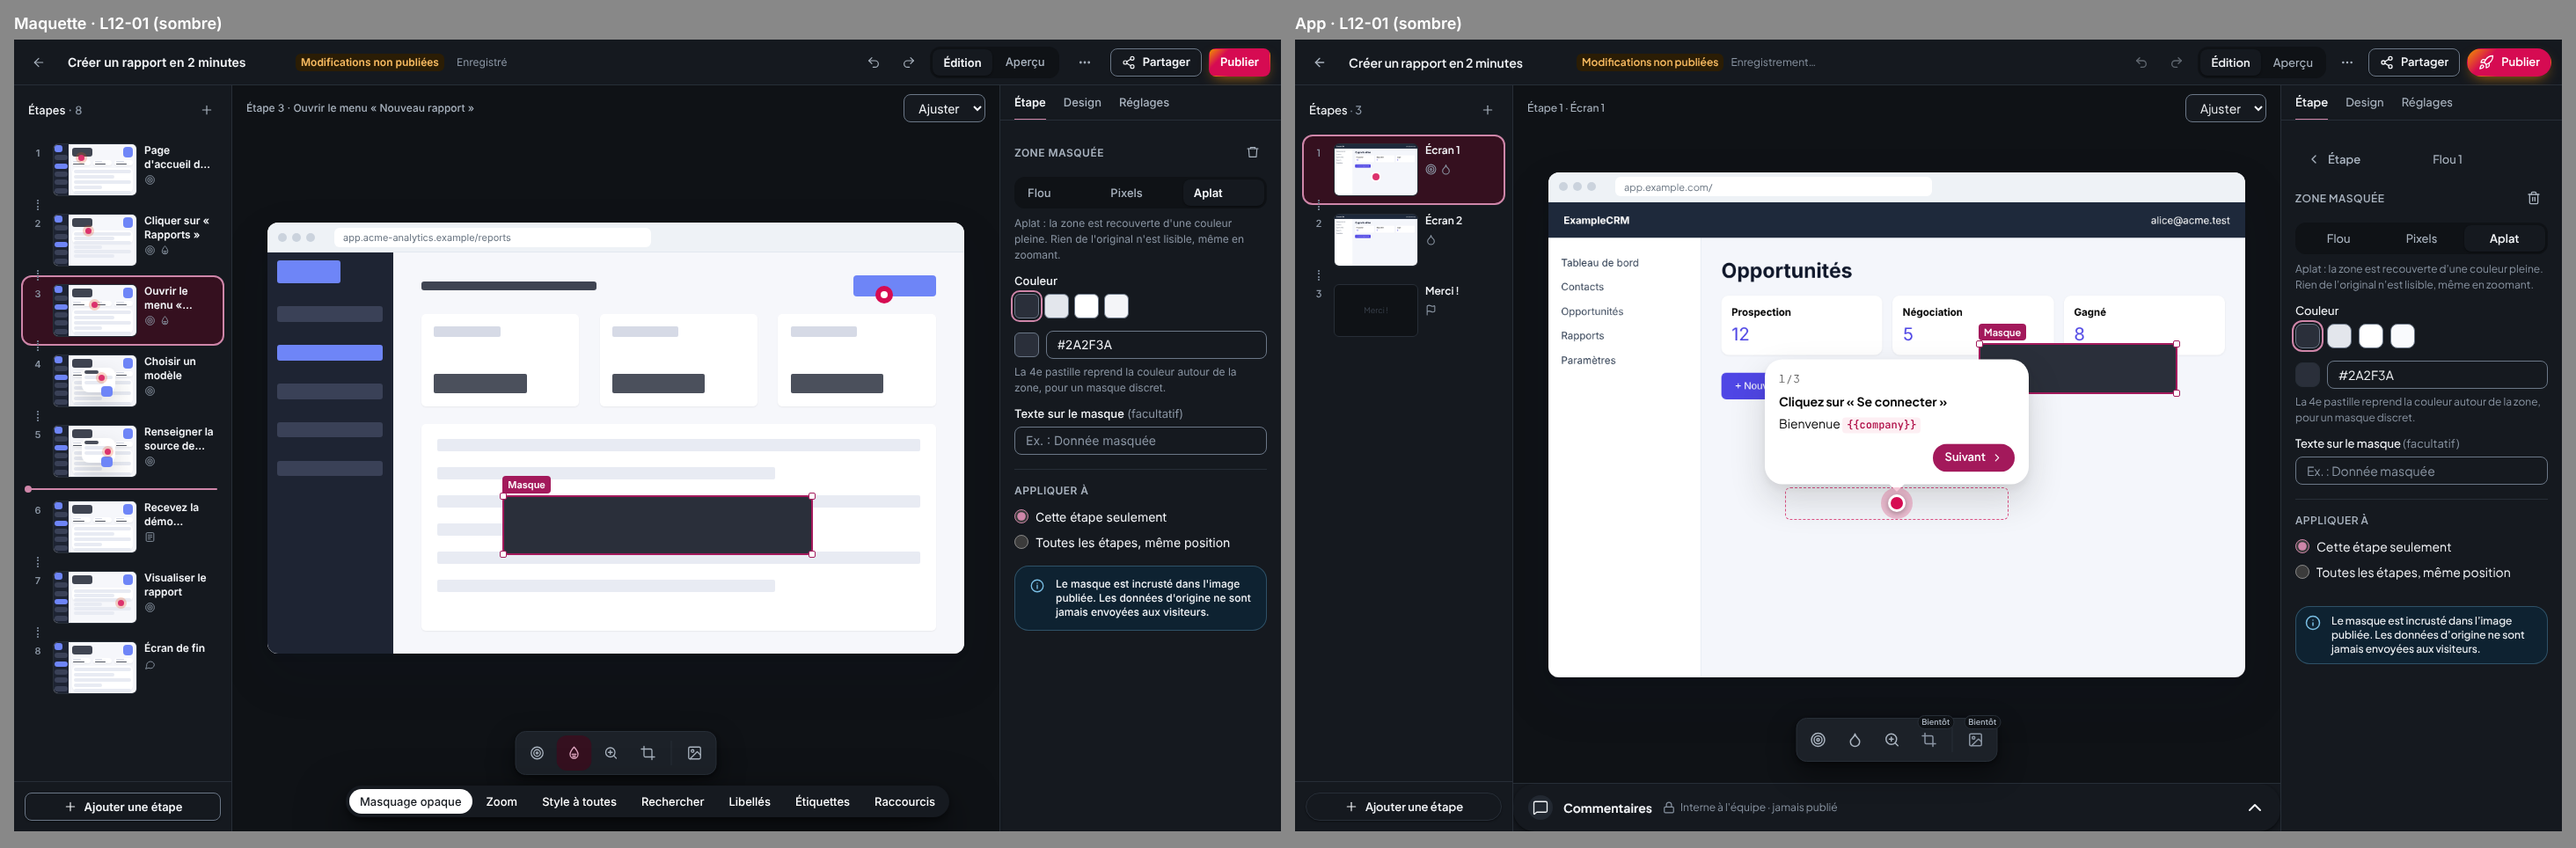 Maquette · L12-01 (sombre)
Créer un rapport en 2 minutes
Modifications non publiées
Enregistré
Édition
Aperçu
Partager
Publier
Étapes · 8
1
Page d'accueil d...
2
Cliquer sur « Rapports »
3
Ouvrir le menu «...
4
Choisir un modèle
5
Renseigner la source de...
6
Recevez la démo...
7
Visualiser le rapport
8
Écran de fin
Ajouter une étape
Étape 3 · Ouvrir le menu « Nouveau rapport »
Ajuster
app.acme-analytics.example/reports
Masque
Masquage opaque
Zoom
Style à toutes
Rechercher
Libellés
Étiquettes
Raccourcis
Étape
Design
Réglages
ZONE MASQUÉE
Flou
Pixels
Aplat
Aplat : la zone est recouverte d'une couleur
pleine. Rien de l'original n'est lisible, même en
zoomant.
Couleur
#2A2F3A
La 4e pastille reprend la couleur autour de la
zone, pour un masque discret.
Texte sur le masque (facultatif)
Ex. : Donnée masquée
APPLIQUER À
Cette étape seulement
Toutes les étapes, même position
Le masque est incrusté dans l'image
publiée. Les données d'origine ne sont
jamais envoyées aux visiteurs.
App · L12-01 (sombre)
Créer un rapport en 2 minutes
Modifications non publiées
Enregistrement...
Édition
Aperçu
Partager
Publier
Étapes · 3
1
Écran 1
2
Écran 2
3
Merci !
Merci !
Ajouter une étape
Étape 1 · Écran 1
Ajuster
app.example.com/
ExampleCRM
alice@acme.test
Tableau de bord
Contacts
Opportunités
Rapports
Paramètres
Opportunités
Prospection
12
Négociation
5
Gagné
8
Masque
+ Nouv
1 / 3
Cliquez sur « Se connecter »
Bienvenue {{company}}
Suivant
Bientôt
Bientôt
Commentaires
Interne à l'équipe · jamais publié
Étape
Design
Réglages
Étape
Flou 1
ZONE MASQUÉE
Flou
Pixels
Aplat
Aplat : la zone est recouverte d'une couleur pleine.
Rien de l'original n'est lisible, même en zoomant.
Couleur
#2A2F3A
La 4e pastille reprend la couleur autour de la zone,
pour un masque discret.
Texte sur le masque (facultatif)
Ex. : Donnée masquée
APPLIQUER À
Cette étape seulement
Toutes les étapes, même position
Le masque est incrusté dans l'image
publiée. Les données d'origine ne sont
jamais envoyées aux visiteurs.